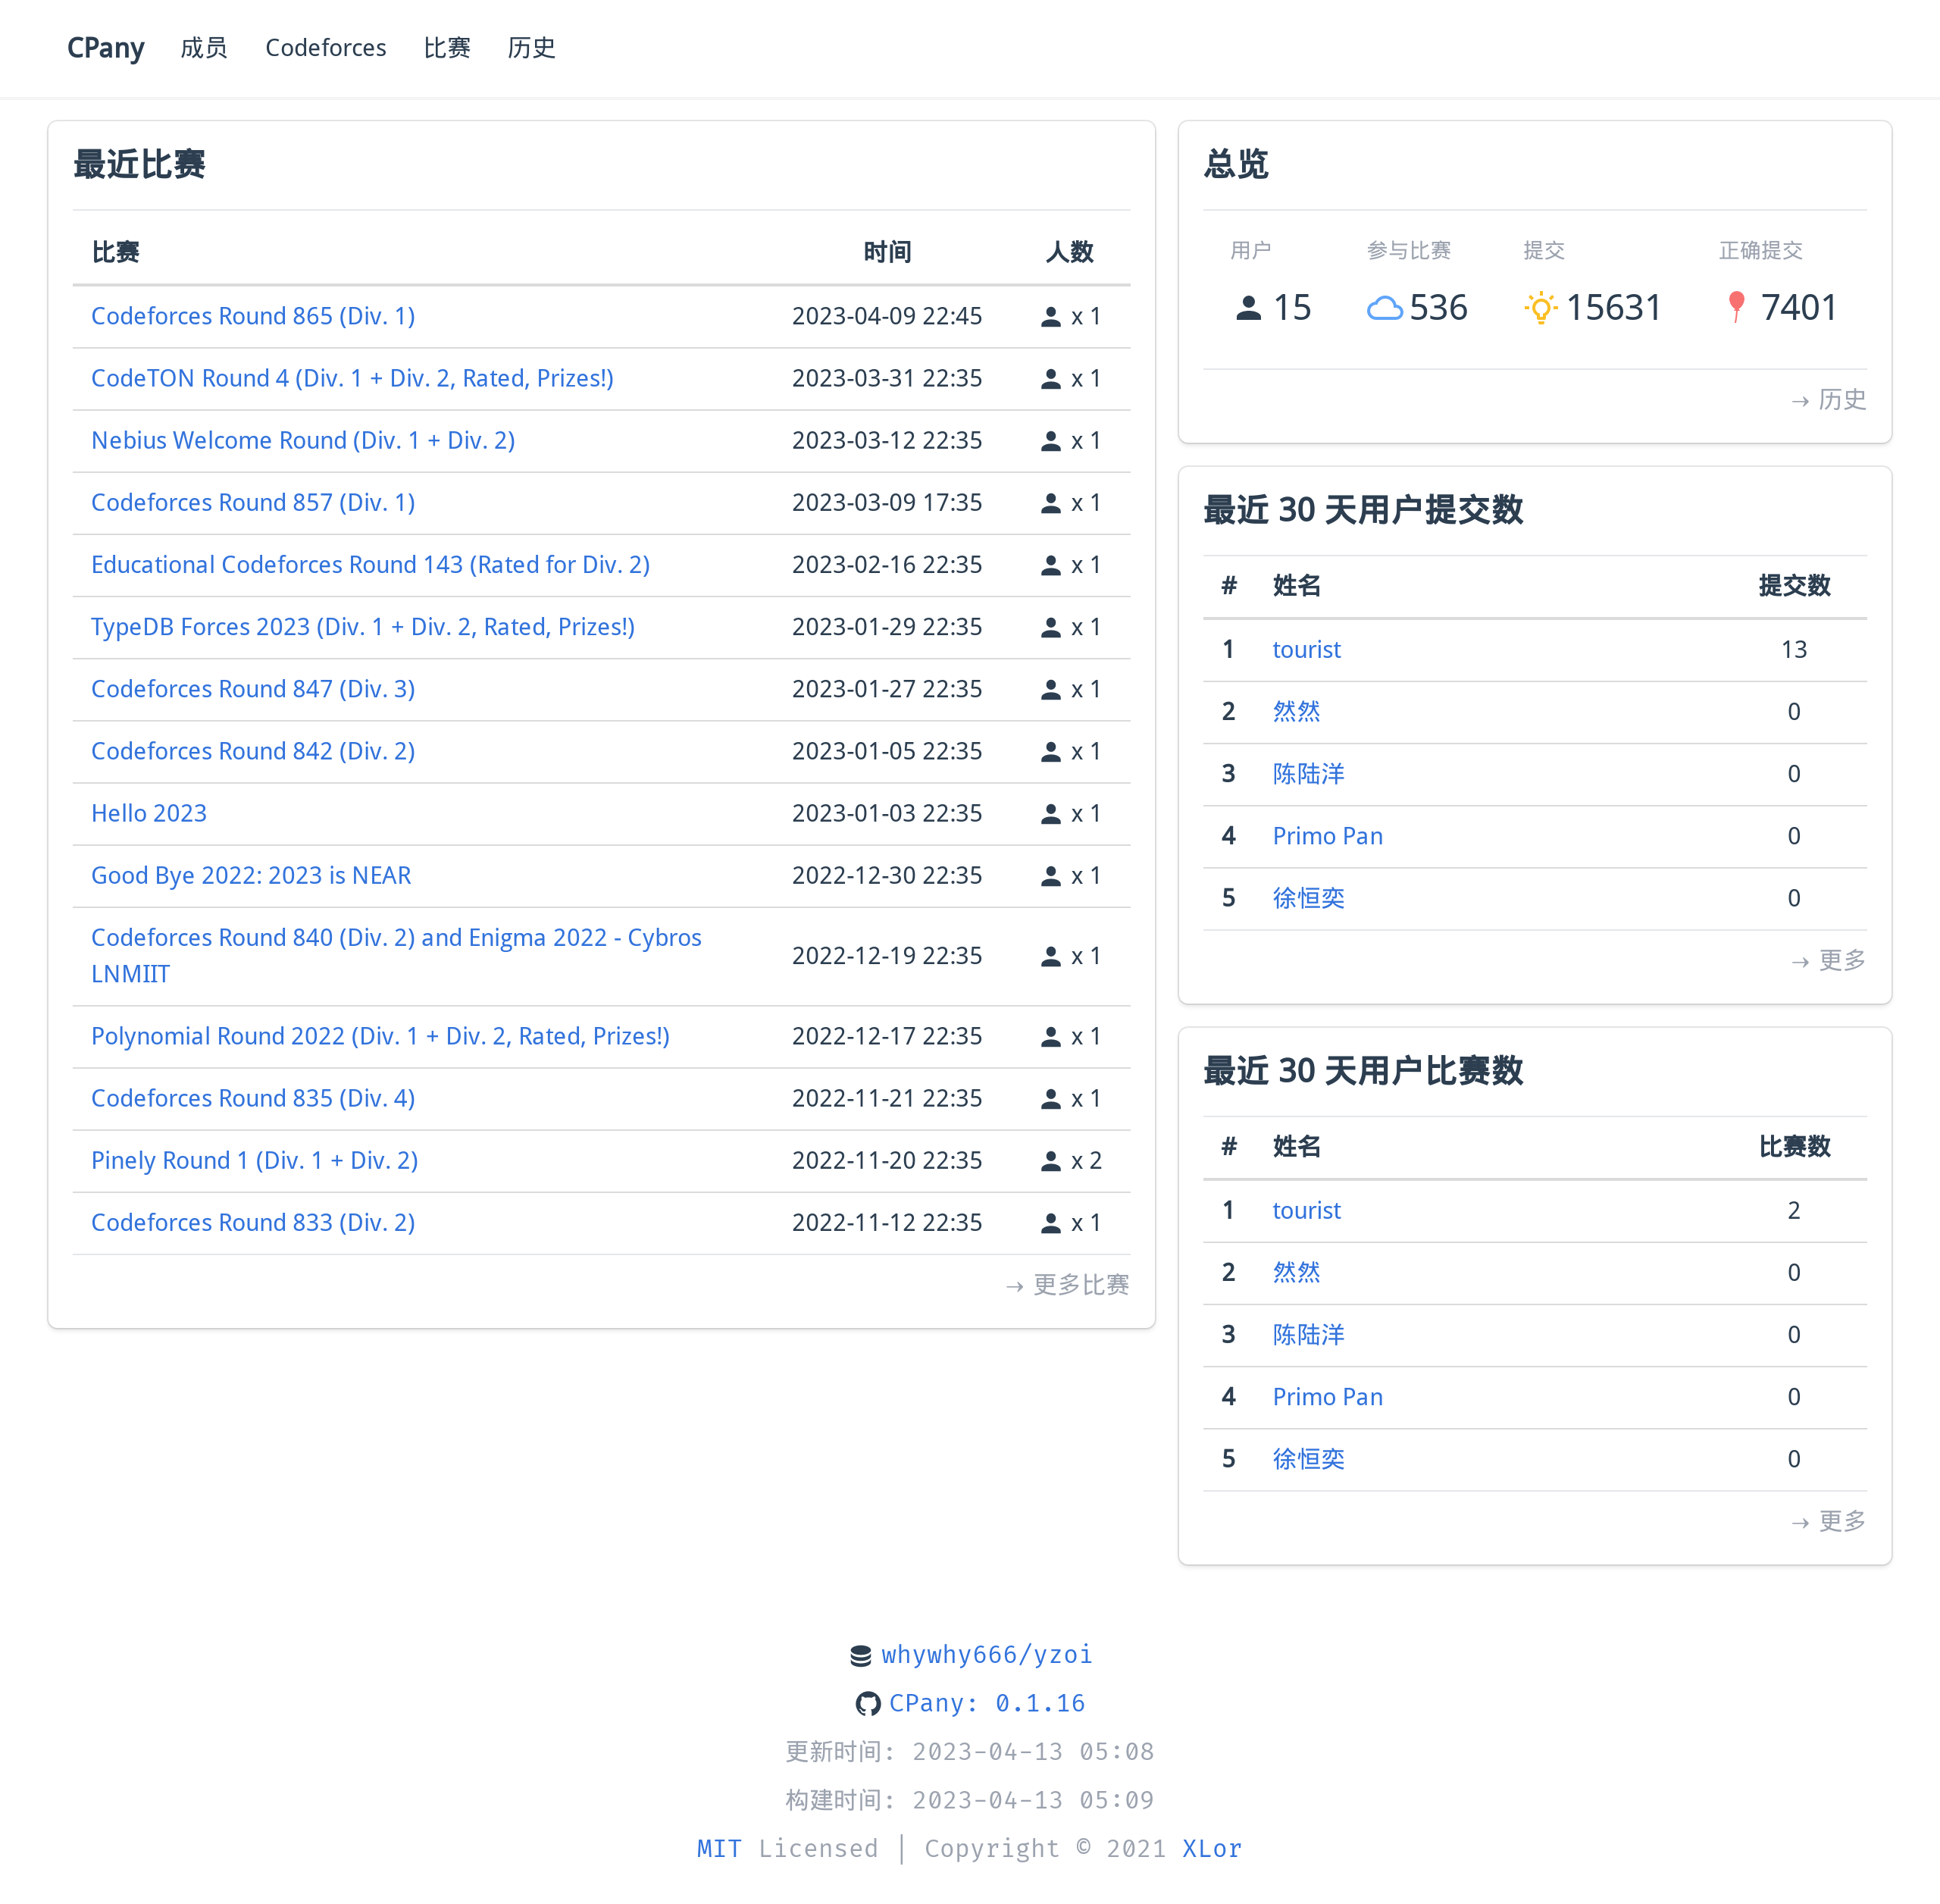 CPany 成员 Codeforces 比赛 历史
最近比赛
比赛 时间 人数
Codeforces Round 865 (Div. 1) 2023-04-09 22:45 x 1
CodeTON Round 4 (Div. 1 + Div. 2, Rated, Prizes!) 2023-03-31 22:35 x 1
Nebius Welcome Round (Div. 1 + Div. 2) 2023-03-12 22:35 x 1
Codeforces Round 857 (Div. 1) 2023-03-09 17:35 x 1
Educational Codeforces Round 143 (Rated for Div. 2) 2023-02-16 22:35 x 1
TypeDB Forces 2023 (Div. 1 + Div. 2, Rated, Prizes!) 2023-01-29 22:35 x 1
Codeforces Round 847 (Div. 3) 2023-01-27 22:35 x 1
Codeforces Round 842 (Div. 2) 2023-01-05 22:35 x 1
Hello 2023 2023-01-03 22:35 x 1
Good Bye 2022: 2023 is NEAR 2022-12-30 22:35 x 1
Codeforces Round 840 (Div. 2) and Enigma 2022 - Cybros
LNMIIT 2022-12-19 22:35 x 1
Polynomial Round 2022 (Div. 1 + Div. 2, Rated, Prizes!) 2022-12-17 22:35 x 1
Codeforces Round 835 (Div. 4) 2022-11-21 22:35 x 1
Pinely Round 1 (Div. 1 + Div. 2) 2022-11-20 22:35 x 2
Codeforces Round 833 (Div. 2) 2022-11-12 22:35 x 1
→ 更多比赛
总览
用户 参与比赛 提交 正确提交
15 536 15631 7401
→ 历史
最近 30 天用户提交数
# 姓名 提交数
1 tourist 13
2 然然 0
3 陈陆洋 0
4 Primo Pan 0
5 徐恒奕 0
→ 更多
最近 30 天用户比赛数
# 姓名 比赛数
1 tourist 2
2 然然 0
3 陈陆洋 0
4 Primo Pan 0
5 徐恒奕 0
→ 更多
whywhy666/yzoi
CPany: 0.1.16
更新时间: 2023-04-13 05:08
构建时间: 2023-04-13 05:09
MIT Licensed | Copyright © 2021 XLor